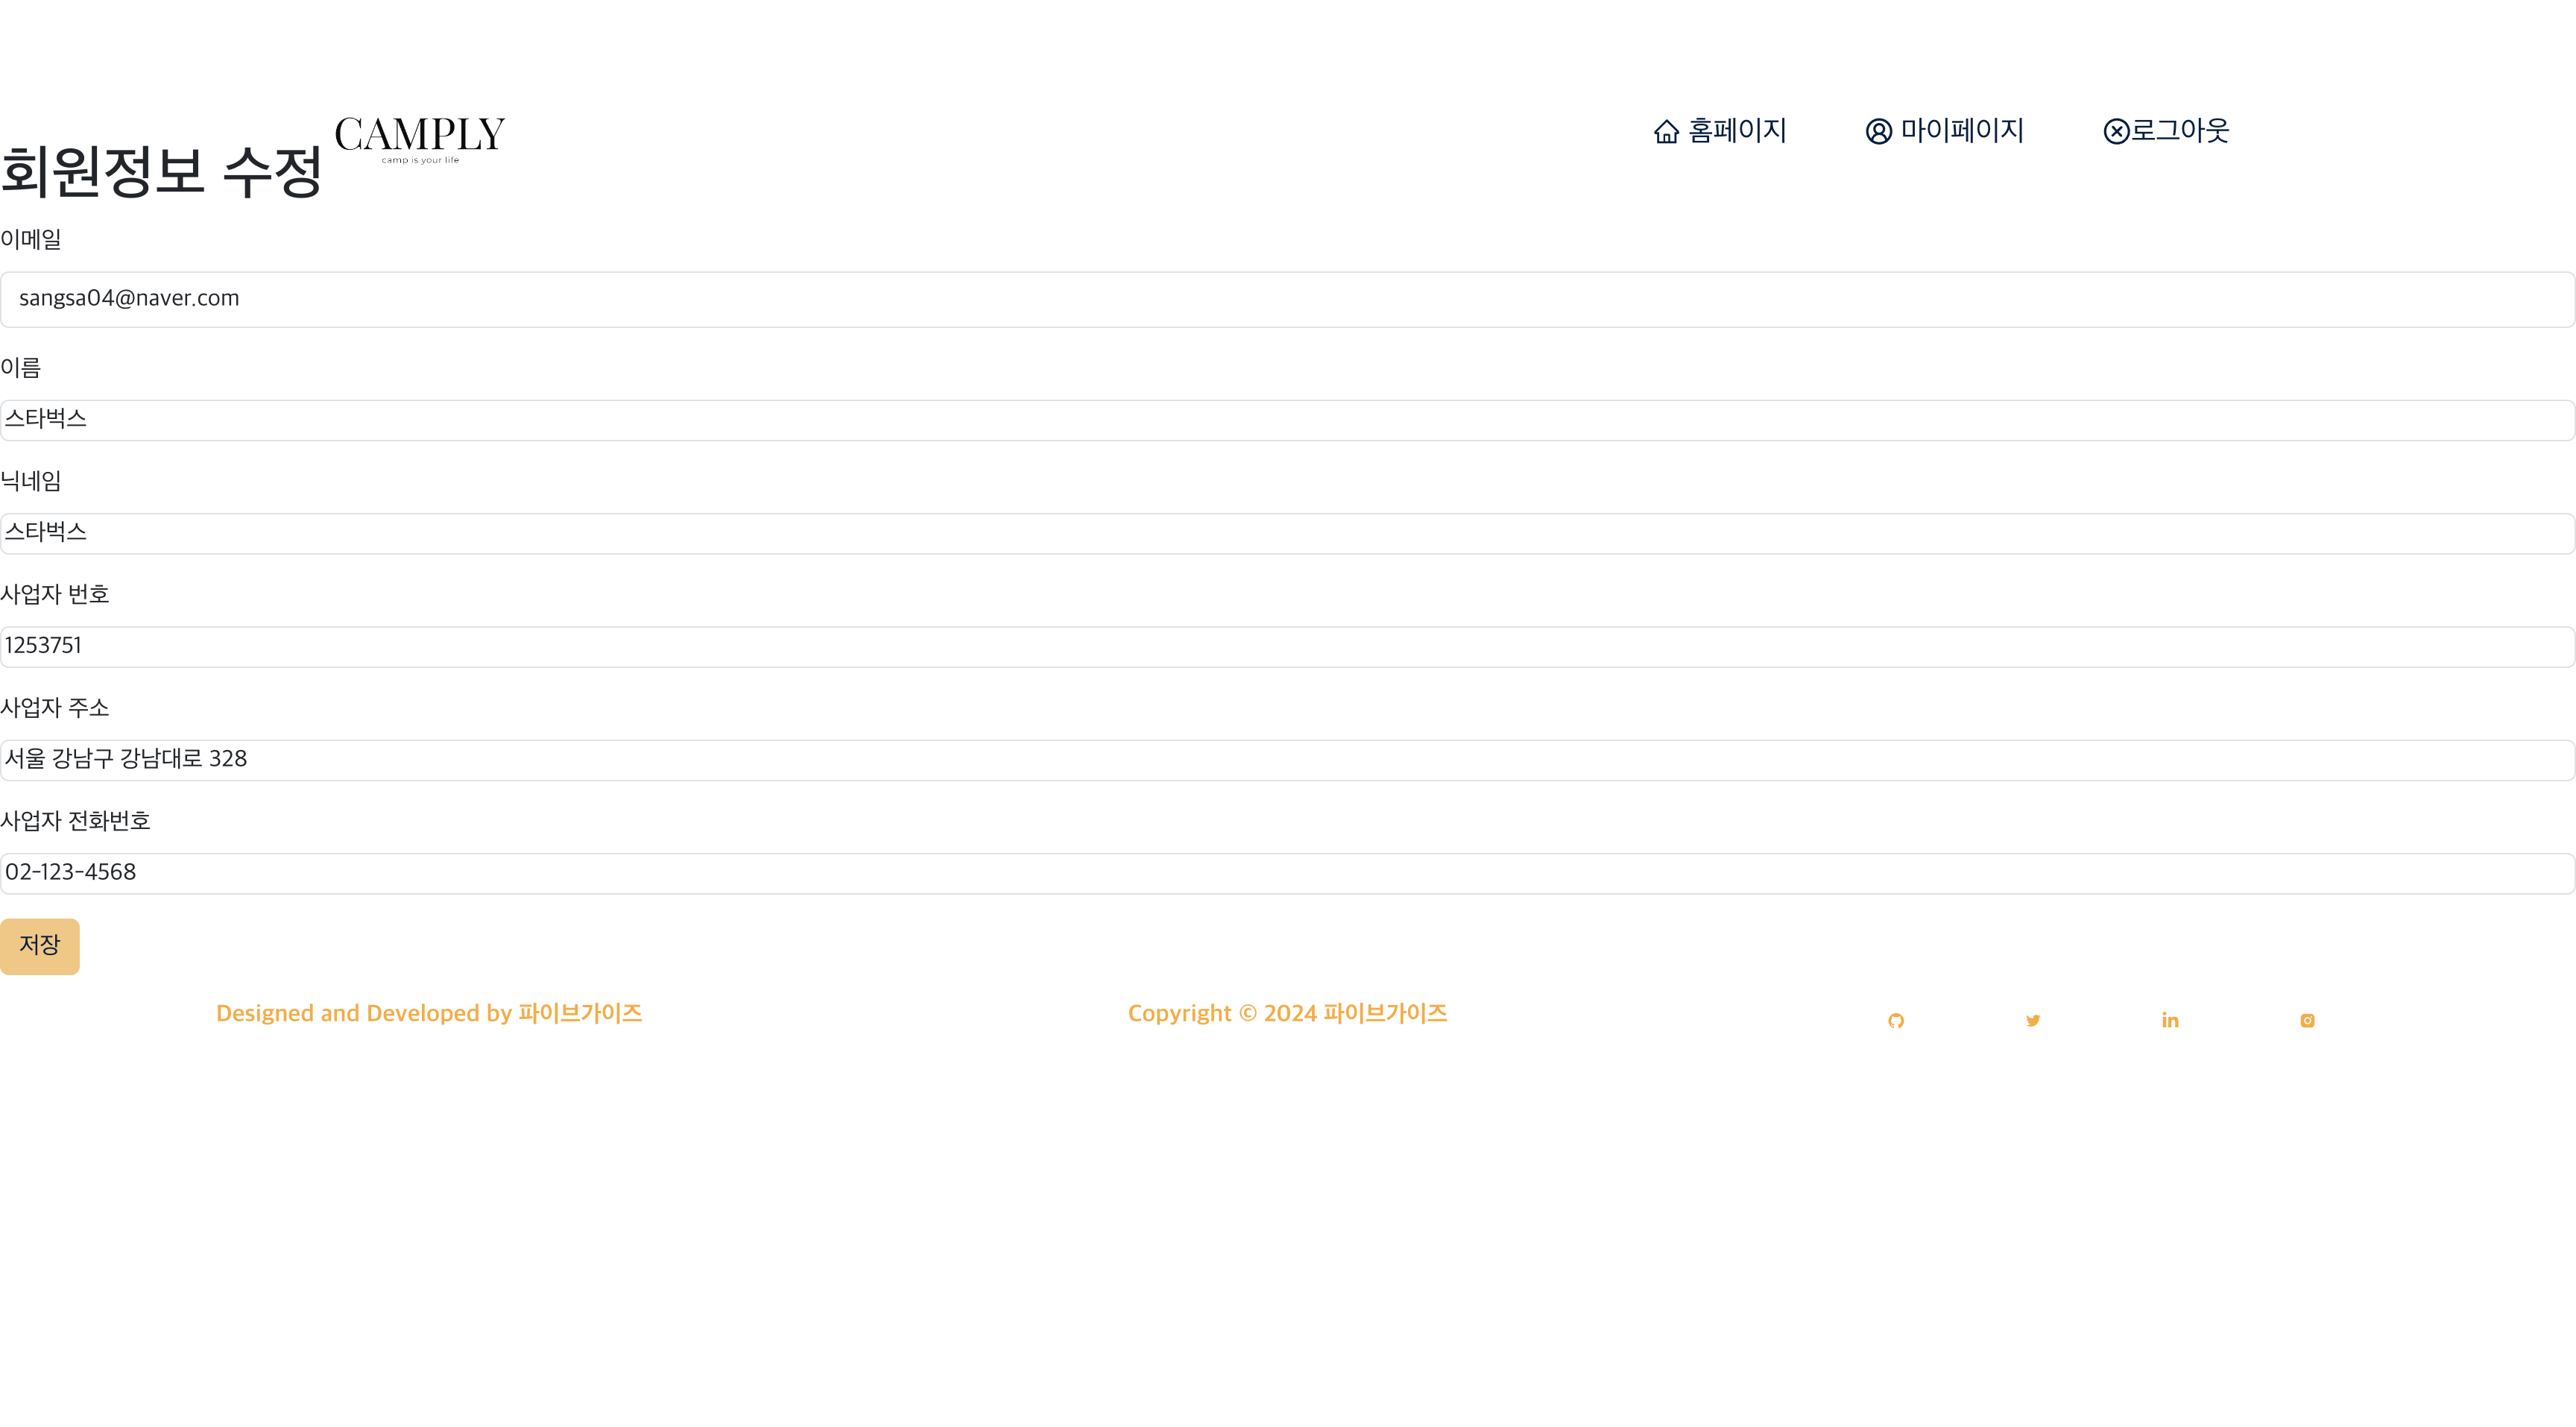 CAMPLY
camp is your life
홈페이지
마이페이지
로그아웃
회원정보 수정
이메일
sangsa04@naver.com
이름
스타벅스
닉네임
스타벅스
사업자 번호
1253751
사업자 주소
서울 강남구 강남대로 328
사업자 전화번호
02-123-4568
저장
Designed and Developed by 파이브가이즈
Copyright © 2024 파이브가이즈